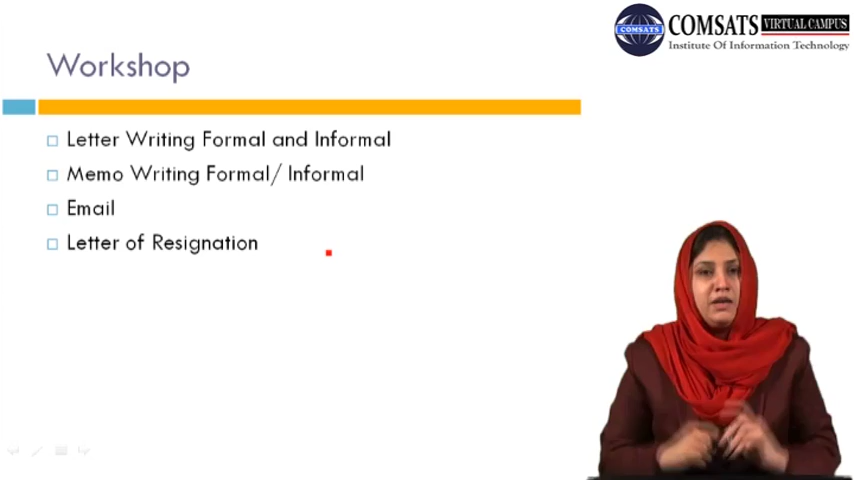 COMSATS VIRTUAL CAMPUS
COMSATS
Institute Of Information Technology
Workshop
Letter Writing Formal and Informal
Memo Writing Formal/ Informal
Email
Letter of Resignation